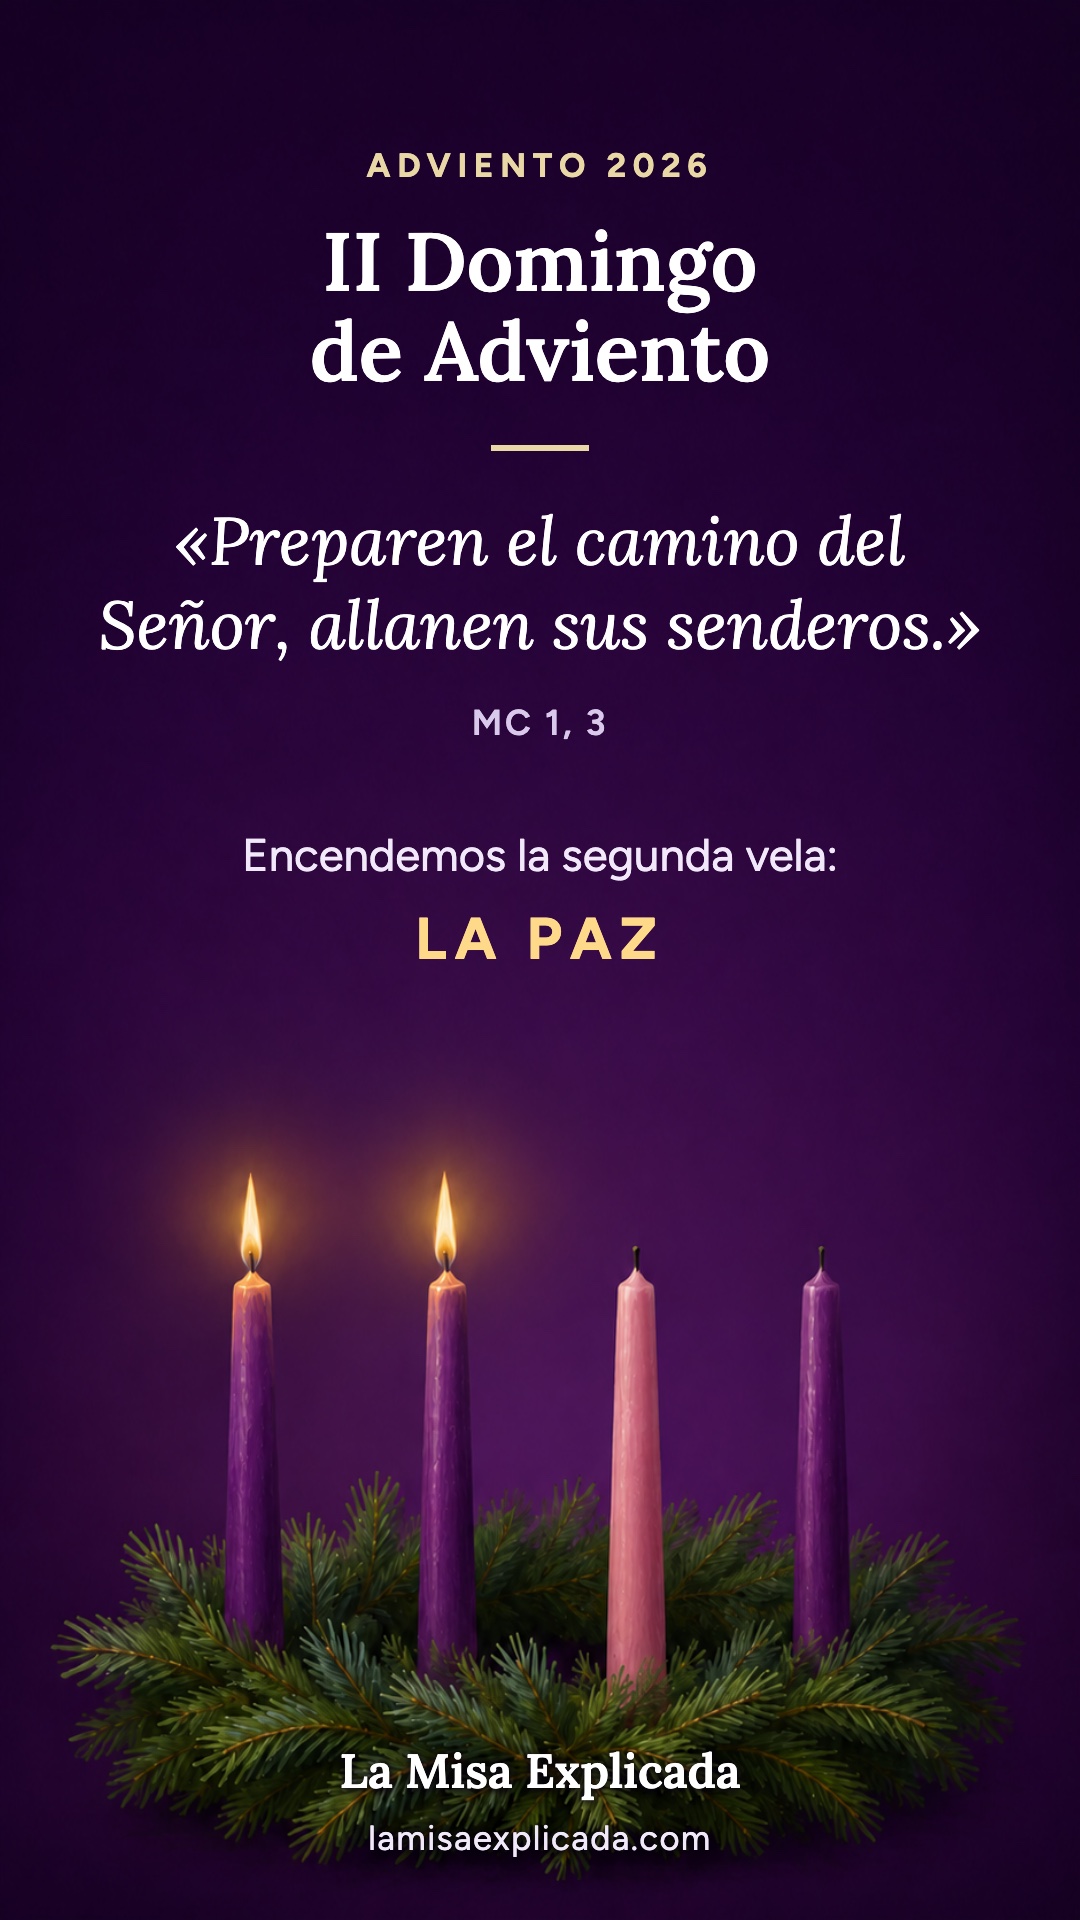 ADVIENTO 2026
II Domingo
de Adviento
«Preparen el camino del
Señor, allanen sus senderos.»
MC 1, 3
Encendemos la segunda vela:
LA PAZ
La Misa Explicada
lamisaexplicada.com